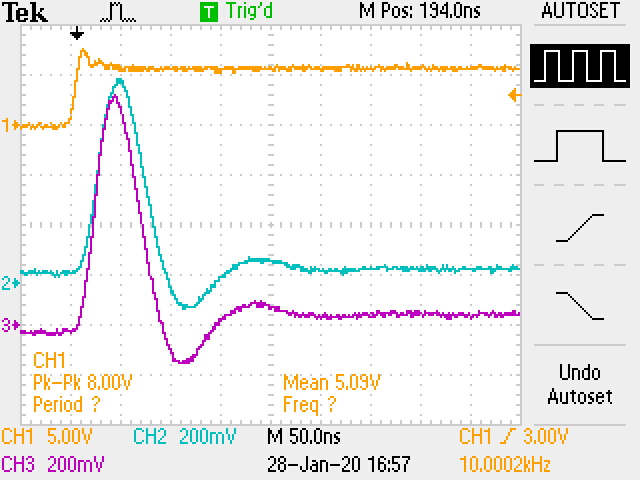 Tek T Trig'd M Pos: 194.0ns AUTOSET
1
2
3
CH1
Pk-Pk 8.00V Mean 5.09V
Period ? Freq ?
Undo
Autoset
CH1 5.00V CH2 200mV M 50.0ns CH1 3.00V
CH3 200mV 28-Jan-20 16:57 10.0002kHz